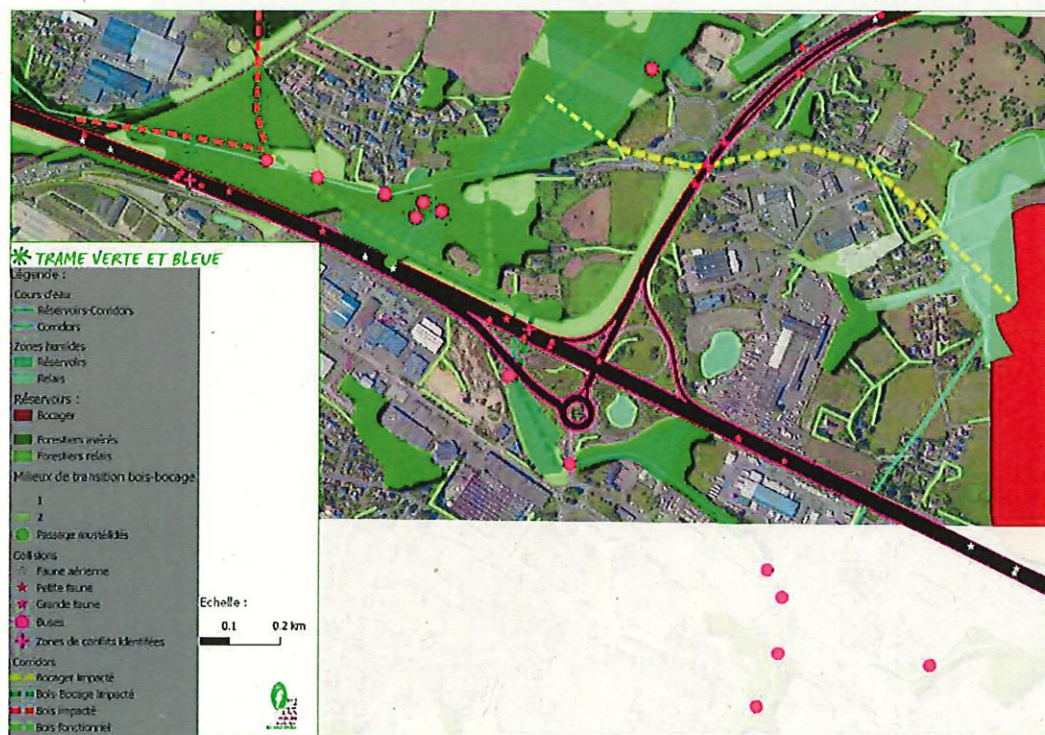 TRAME VERTE ET BLEUE
Légende :
Cours d'eau
Réservoirs-Corridors
Corridors
Zones humides
Réservoirs
Relais
Réservoirs :
Bocager
Forestiers avérés
Forestiers relais
Milieux de transition bois-bocage
1
2
Passage mustélidés
Collisions
Faune aérienne
Petite faune
Grande faune
Buses
Zones de conflits identifiées
Corridors
Bocager impacté
Bois-Bocage impacté
Bois impacté
Bois fonctionnel
Echelle :
0.1 0.2 km